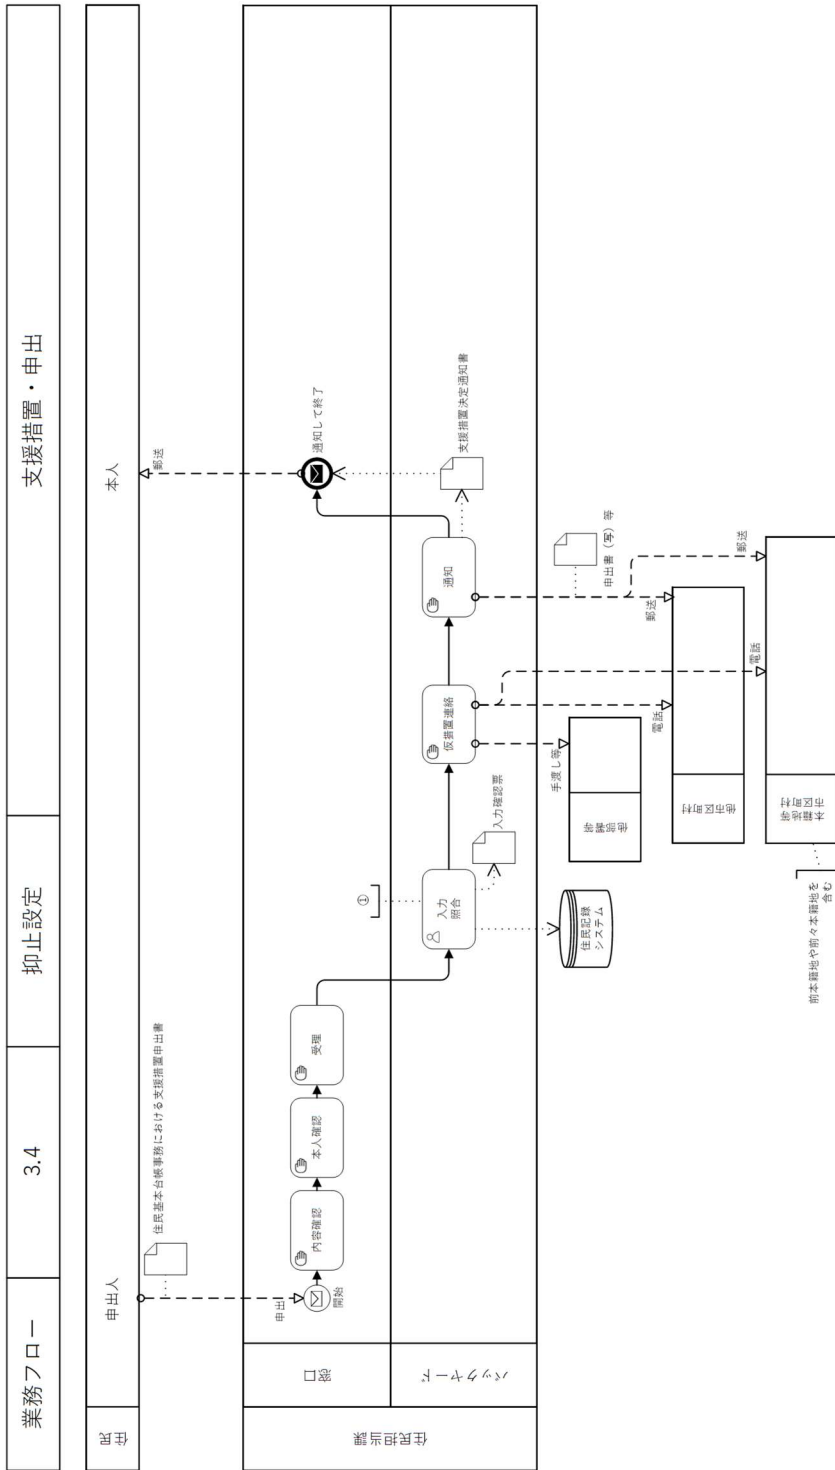 業務フロー
3.4
抑止設定
支援措置・申出
住民
申出人
本人
住民基本台帳事務における支援措置申出書
申出
郵送
住民担当課
窓口
開始
内容確認
本人確認
受理
通知して終了
バックヤード
①
入力
照合
仮措置連絡
通知
支援措置決定通知書
入力確認票
住民記録
システム
手渡し等
他部署等
申出書（写）等
電話
郵送
他市区町村
電話
郵送
本籍地等
市区町村
前本籍地や前々本籍地を
含む